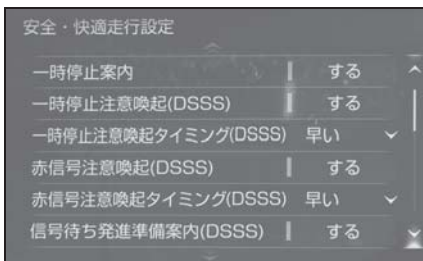 安全・快適走行設定
一時停止案内 する
一時停止注意喚起(DSSS) する
一時停止注意喚起タイミング(DSSS) 早い
赤信号注意喚起(DSSS) する
赤信号注意喚起タイミング(DSSS) 早い
信号待ち発進準備案内(DSSS) する